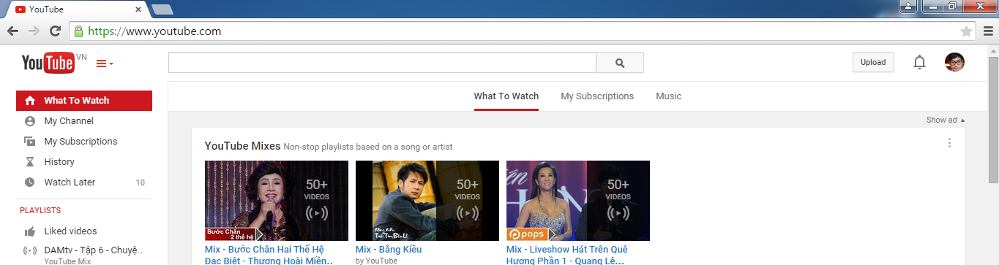 YouTube
https://www.youtube.com
YouTube VN
Upload
What To Watch
My Channel
My Subscriptions
History
Watch Later 10
PLAYLISTS
Liked videos
DAMtv - Tập 6 - Chuyệ...
YouTube Mix
What To Watch My Subscriptions Music
Show ad
YouTube Mixes Non-stop playlists based on a song or artist
50+
VIDEOS
Bước Chân
2 thế hệ
Mix - Bước Chân Hai Thế Hệ
Đặc Biệt - Thương Hoài Miền...
50+
VIDEOS
Mix - Bằng Kiều
by YouTube
50+
VIDEOS
pops
Mix - Liveshow Hát Trên Quê
Hương Phần 1 - Quang Lê...